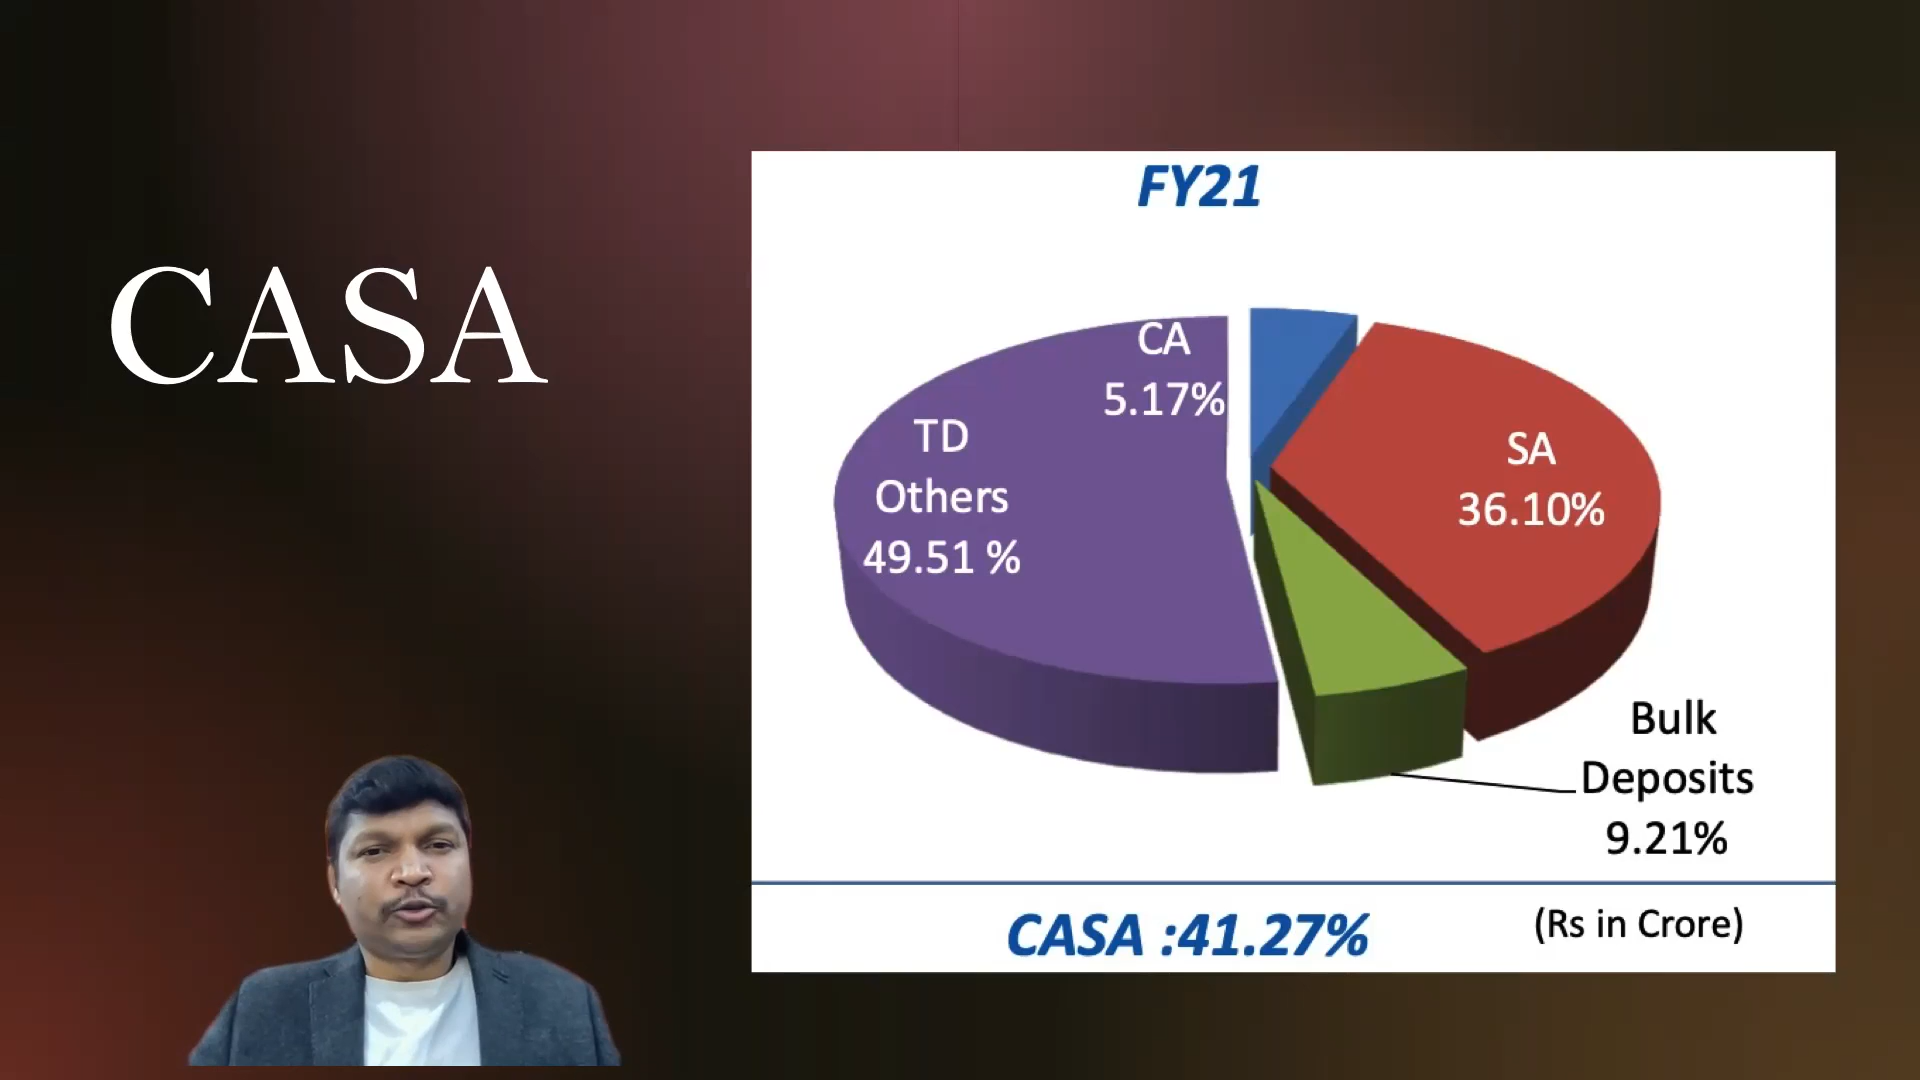 CASA
FY21
CA
5.17%
TD
Others
49.51 %
SA
36.10%
Bulk
Deposits
9.21%
CASA :41.27%
(Rs in Crore)